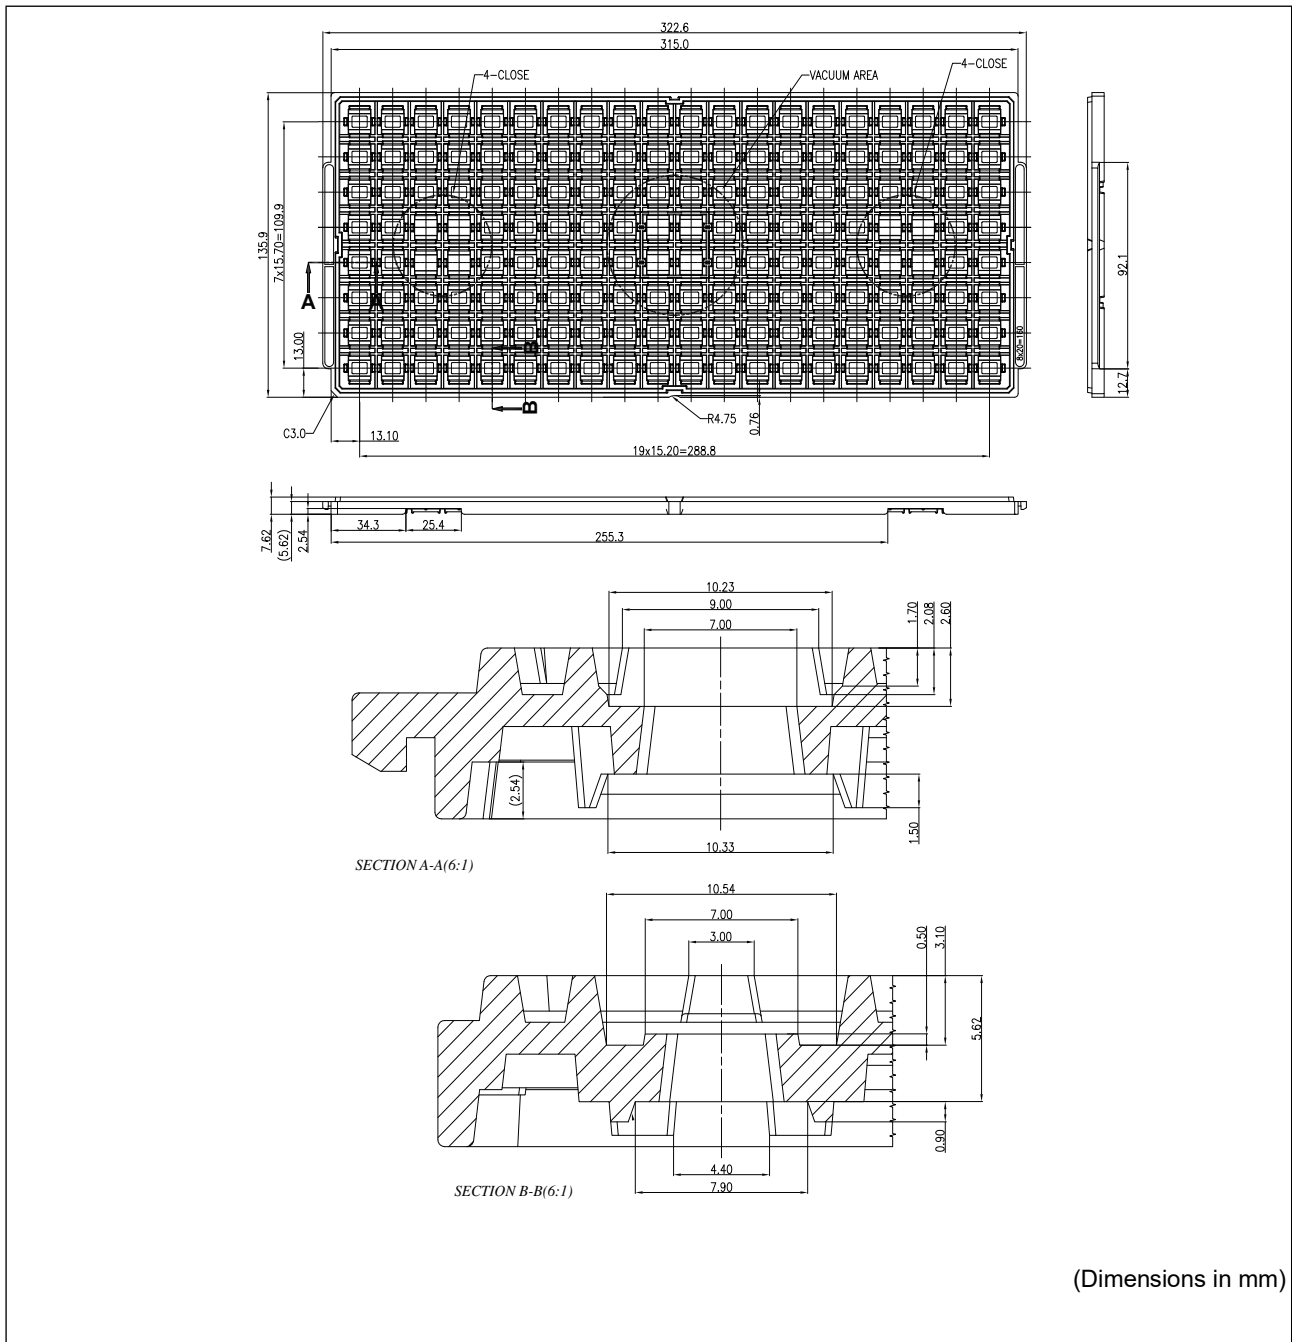 322.6
315.0
4-CLOSE
VACUUM AREA
4-CLOSE
135.9
7x15.70=109.9
13.00
A
A
B
B
8x20=160
92.1
12.7
C3.0
13.10
R4.75
0.76
19x15.20=288.8
7.62
(5.62)
2.54
34.3
25.4
255.3
10.23
9.00
7.00
1.70
2.08
2.60
(2.54)
1.50
10.33
SECTION A-A(6:1)
10.54
7.00
3.00
0.50
3.10
5.62
0.90
4.40
7.90
SECTION B-B(6:1)
(Dimensions in mm)